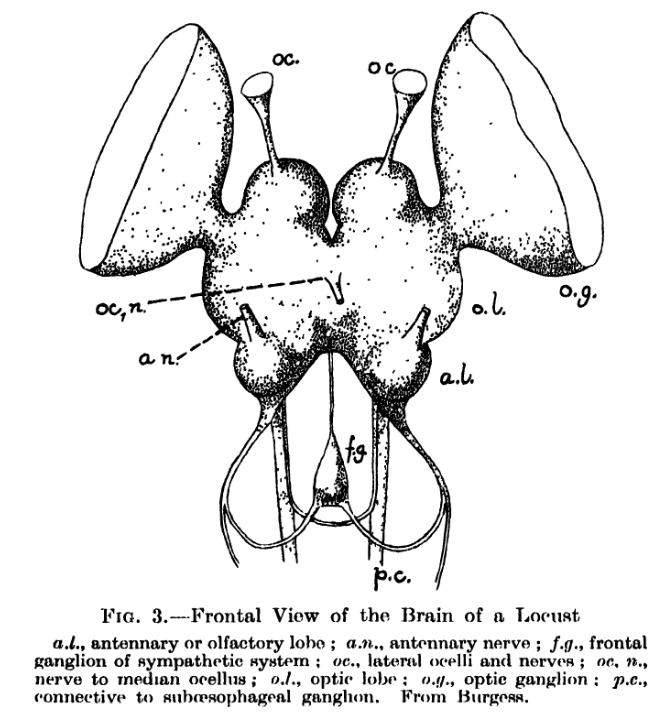 oc.
oc
oc, n.
o.l.
o.g.
a n.
a.l.
f.g
p.c.
FIG. 3.—Frontal View of the Brain of a Locust
a.l., antennary or olfactory lobe ; a.n., antennary nerve ; f.g., frontal
ganglion of sympathetic system ; oc., lateral ocelli and nerves ; oc, n.,
nerve to median ocellus ; o.l., optic lobe ; o.g., optic ganglion ; p.c.,
connective to subœsophageal ganglion. From Burgess.